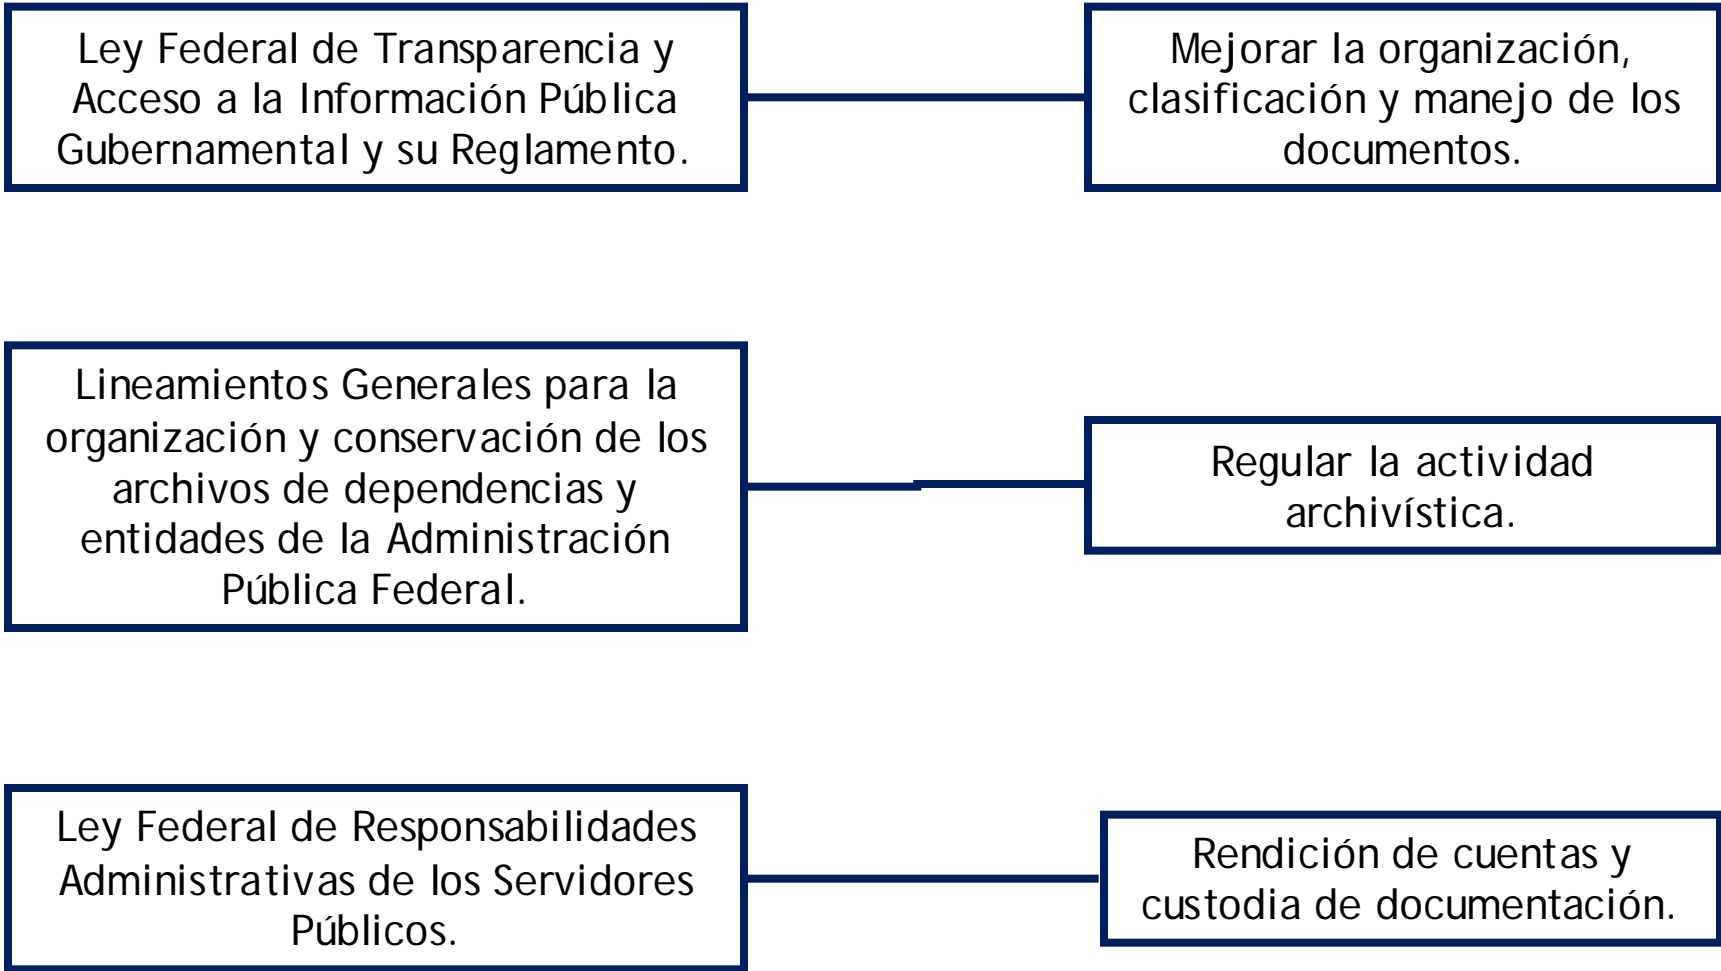 Ley Federal de Transparencia y
Acceso a la Información Pública
Gubernamental y su Reglamento.
Mejorar la organización,
clasificación y manejo de los
documentos.
Lineamientos Generales para la
organización y conservación de los
archivos de dependencias y
entidades de la Administración
Pública Federal.
Regular la actividad
archivística.
Ley Federal de Responsabilidades
Administrativas de los Servidores
Públicos.
Rendición de cuentas y
custodia de documentación.